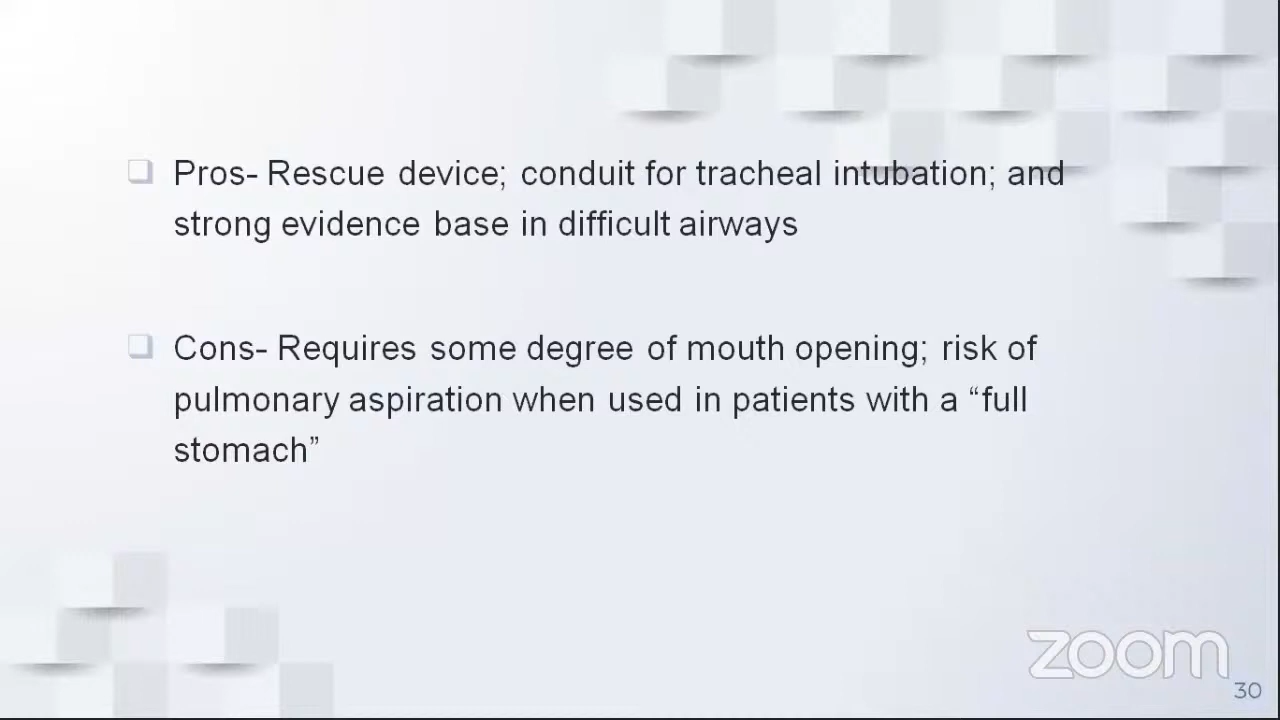 Pros- Rescue device; conduit for tracheal intubation; and
strong evidence base in difficult airways
Cons- Requires some degree of mouth opening; risk of
pulmonary aspiration when used in patients with a “full
stomach”
zoom
30